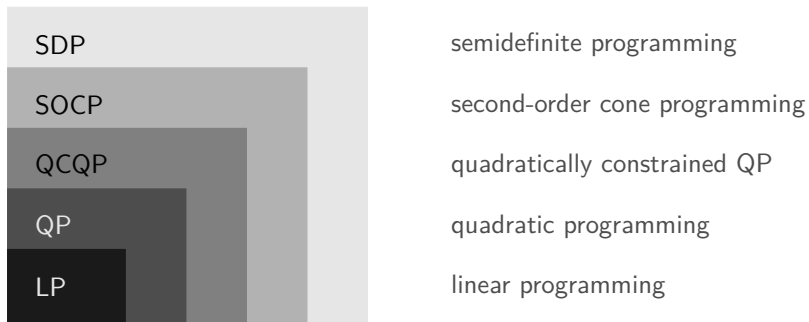 SDP semidefinite programming
SOCP second-order cone programming
QCQP quadratically constrained QP
QP quadratic programming
LP linear programming